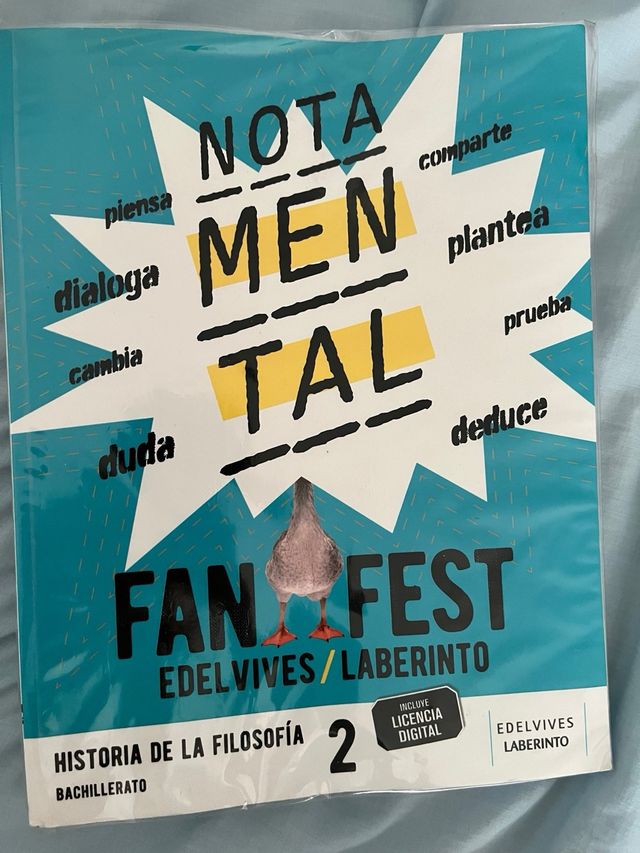 NOTA
MEN
TAL
piensa
comparte
dialoga
plantea
cambia
prueba
duda
deduce
FAN FEST
EDELVIVES / LABERINTO
HISTORIA DE LA FILOSOFÍA 2
BACHILLERATO
INCLUYE
LICENCIA
DIGITAL
EDELVIVES
LABERINTO